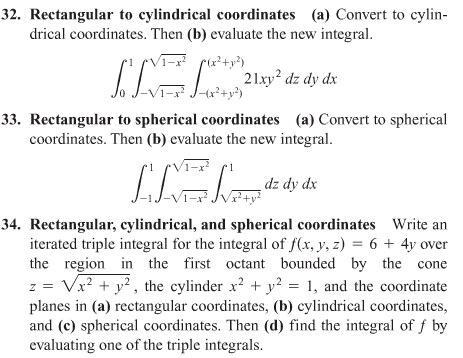 32. Rectangular to cylindrical coordinates (a) Convert to cylin-
drical coordinates. Then (b) evaluate the new integral.
∫₀¹ ∫_{-√(1-x²)}^{√(1-x²)} ∫_{-(x²+y²)}^{(x²+y²)} 21xy² dz dy dx
33. Rectangular to spherical coordinates (a) Convert to spherical
coordinates. Then (b) evaluate the new integral.
∫_{-1}^{1} ∫_{-√(1-x²)}^{√(1-x²)} ∫_{√(x²+y²)}^{1} dz dy dx
34. Rectangular, cylindrical, and spherical coordinates Write an
iterated triple integral for the integral of f(x, y, z) = 6 + 4y over
the region in the first octant bounded by the cone
z = √(x² + y²), the cylinder x² + y² = 1, and the coordinate
planes in (a) rectangular coordinates, (b) cylindrical coordinates,
and (c) spherical coordinates. Then (d) find the integral of f by
evaluating one of the triple integrals.